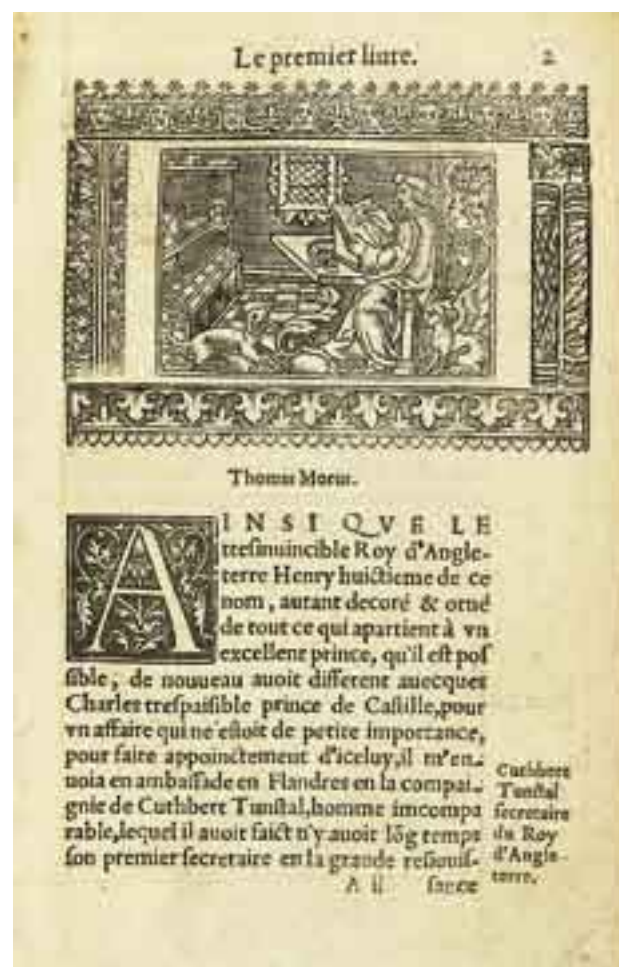 Le premier liure. 2
Thomas Morus.
AINSI QVE LE
tresinuincible Roy d'Angle-
terre Henry huictieme de ce
nom, autant decoré & orné
de tout ce qui apartient à vn
excellent prince, qu'il est pos
sible, de nouueau auoit different auecques
Charles trespaisible prince de Castille, pour
vn affaire qui ne estoit de petite importance,
pour faire appoinctement d'iceluy, il m'en-
uoia en ambassade en Flandres en la compai-
gnie de Cuthbert Tunstal, homme imcompa
rable, lequel il auoit faict n'y auoit lõg temps
son premier secretaire en la grande resiouis-
A ii sance
Cuthbert
Tunstal
secretaire
du Roy
d'Angle-
terre.